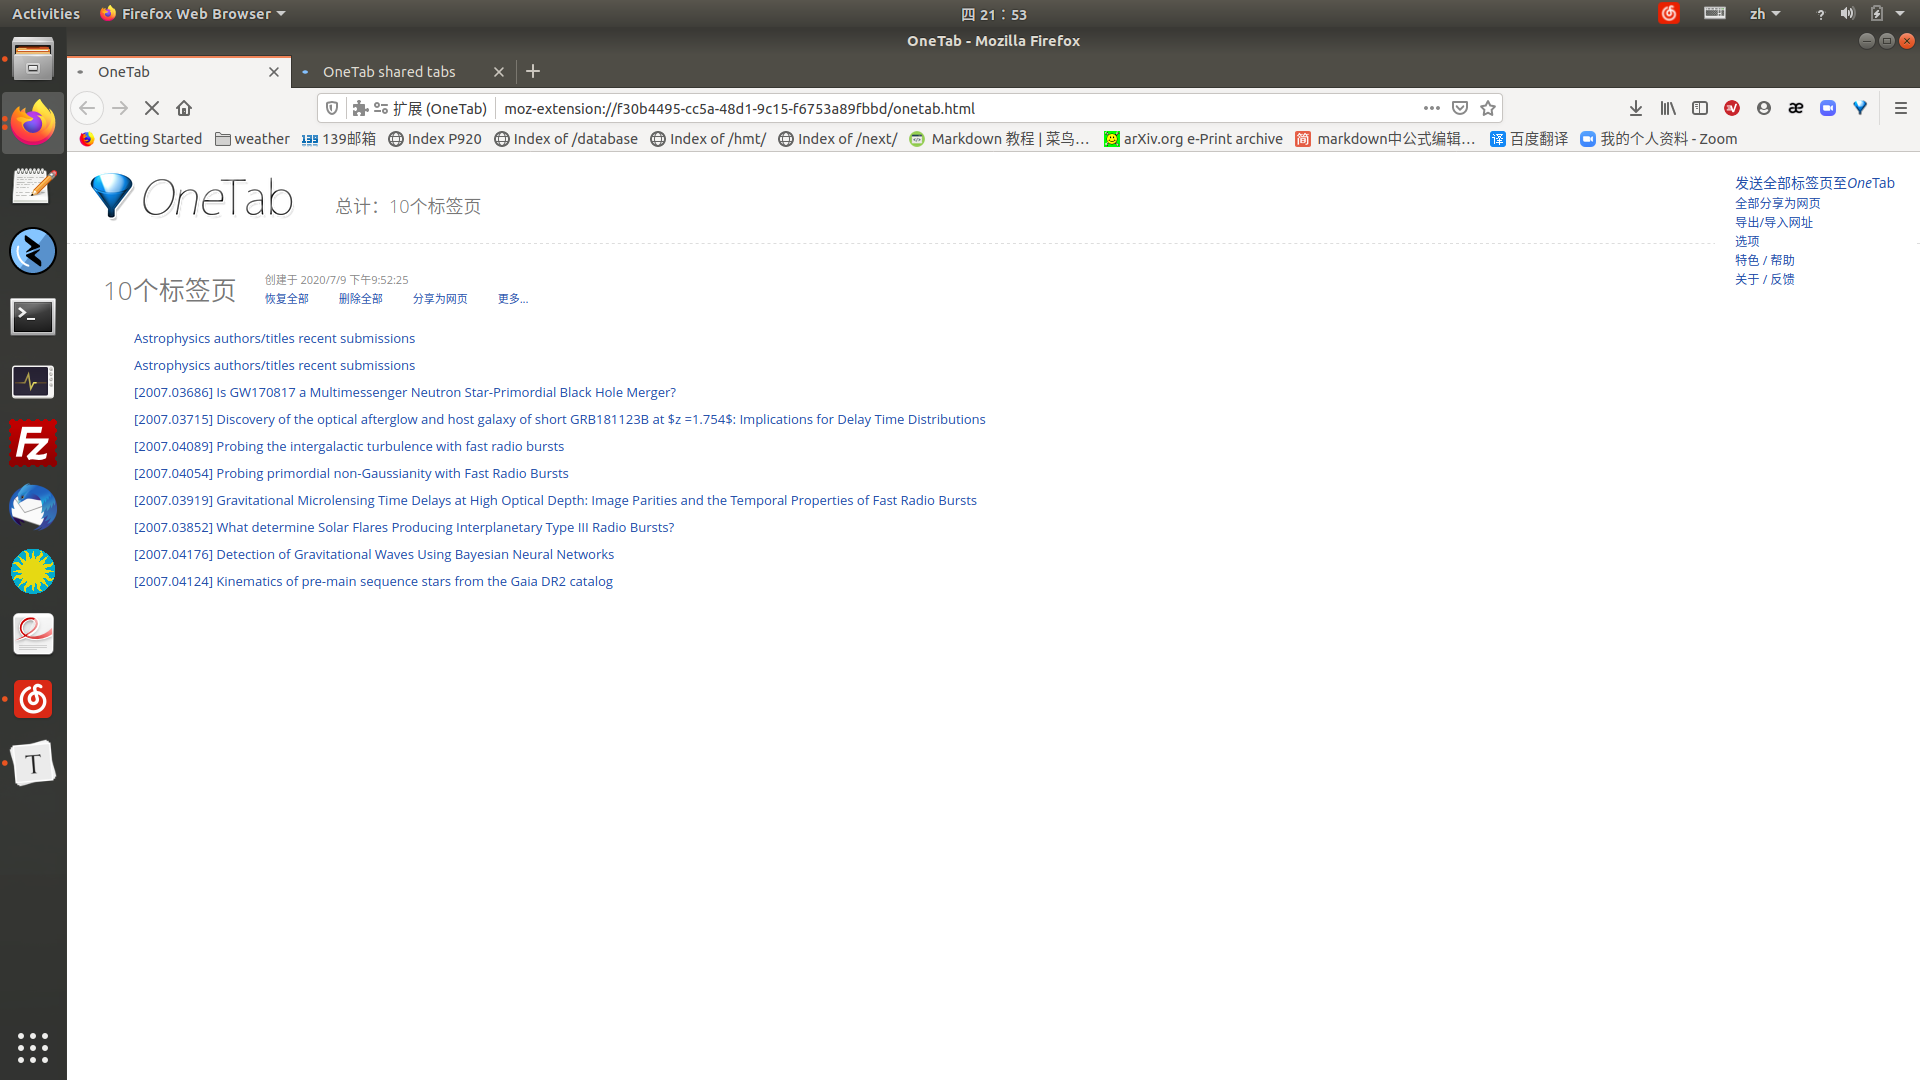 Activities Firefox Web Browser 四 21:53 zh ?
OneTab - Mozilla Firefox
OneTab OneTab shared tabs
扩展 (OneTab) moz-extension://f30b4495-cc5a-48d1-9c15-f6753a89fbbd/onetab.html
Getting Started weather 139邮箱 Index P920 Index of /database Index of /hmt/ Index of /next/ Markdown 教程 | 菜鸟… arXiv.org e-Print archive markdown中公式编辑… 百度翻译 我的个人资料 - Zoom
OneTab 总计：10个标签页
发送全部标签页至OneTab
全部分享为网页
导出/导入网址
选项
特色 / 帮助
关于 / 反馈
10个标签页 创建于 2020/7/9 下午9:52:25
恢复全部 删除全部 分享为网页 更多...
Astrophysics authors/titles recent submissions
Astrophysics authors/titles recent submissions
[2007.03686] Is GW170817 a Multimessenger Neutron Star-Primordial Black Hole Merger?
[2007.03715] Discovery of the optical afterglow and host galaxy of short GRB181123B at $z =1.754$: Implications for Delay Time Distributions
[2007.04089] Probing the intergalactic turbulence with fast radio bursts
[2007.04054] Probing primordial non-Gaussianity with Fast Radio Bursts
[2007.03919] Gravitational Microlensing Time Delays at High Optical Depth: Image Parities and the Temporal Properties of Fast Radio Bursts
[2007.03852] What determine Solar Flares Producing Interplanetary Type III Radio Bursts?
[2007.04176] Detection of Gravitational Waves Using Bayesian Neural Networks
[2007.04124] Kinematics of pre-main sequence stars from the Gaia DR2 catalog